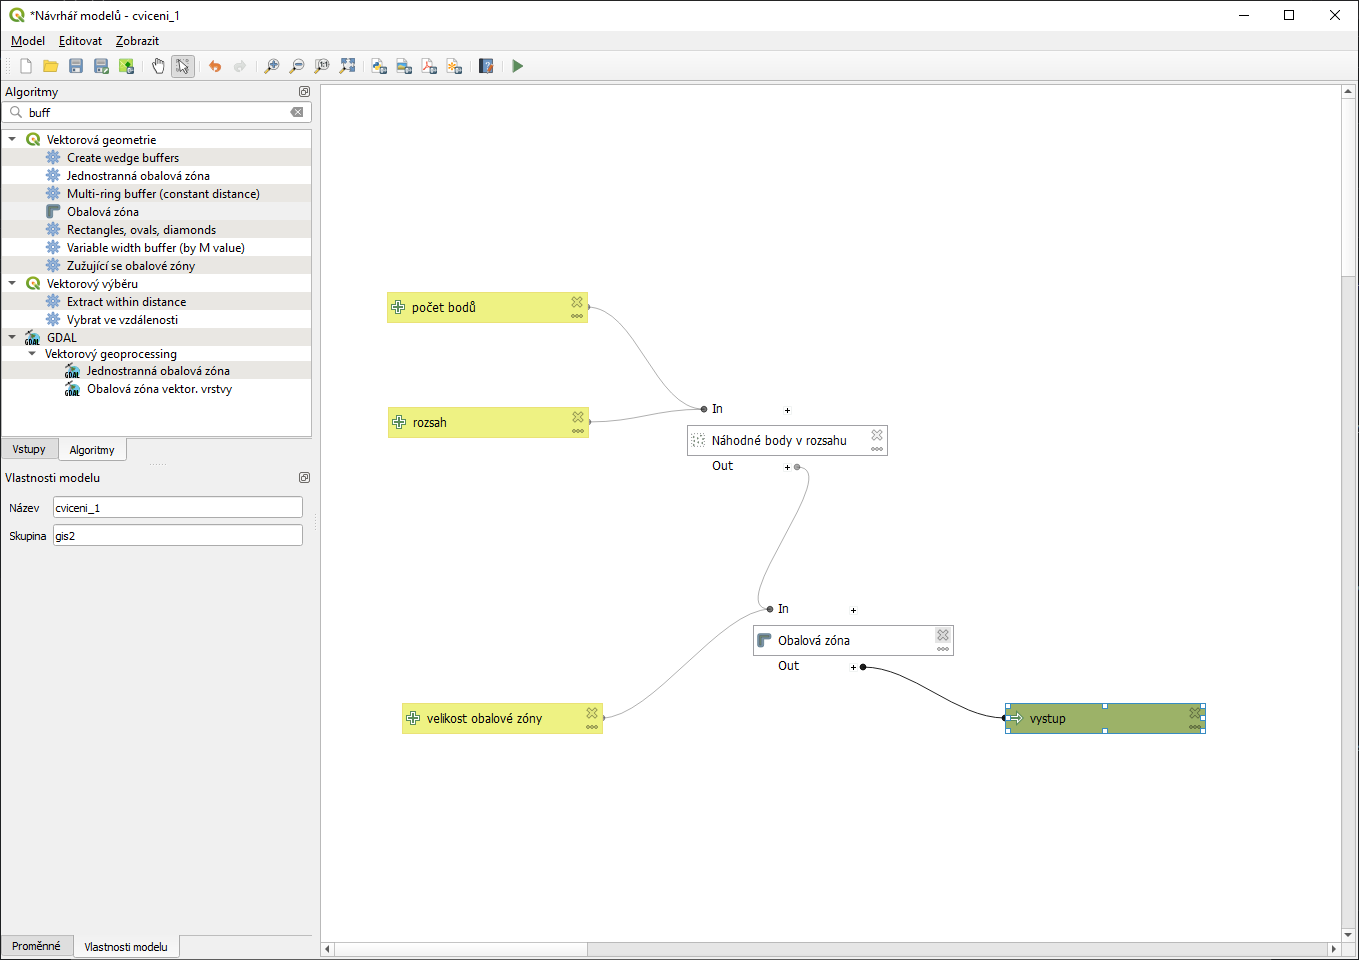 *Návrhář modelů - cviceni_1
Model Editovat Zobrazit
Algoritmy
buff
Vektorová geometrie
Create wedge buffers
Jednostranná obalová zóna
Multi-ring buffer (constant distance)
Obalová zóna
Rectangles, ovals, diamonds
Variable width buffer (by M value)
Zužující se obalové zóny
Vektorový výběru
Extract within distance
Vybrat ve vzdálenosti
GDAL
Vektorový geoprocessing
GDAL Jednostranná obalová zóna
GDAL Obalová zóna vektor. vrstvy
Vstupy Algoritmy
Vlastnosti modelu
Název cviceni_1
Skupina gis2
Proměnné Vlastnosti modelu
počet bodů
rozsah
In +
Náhodné body v rozsahu
Out +
In +
Obalová zóna
Out +
velikost obalové zóny
vystup